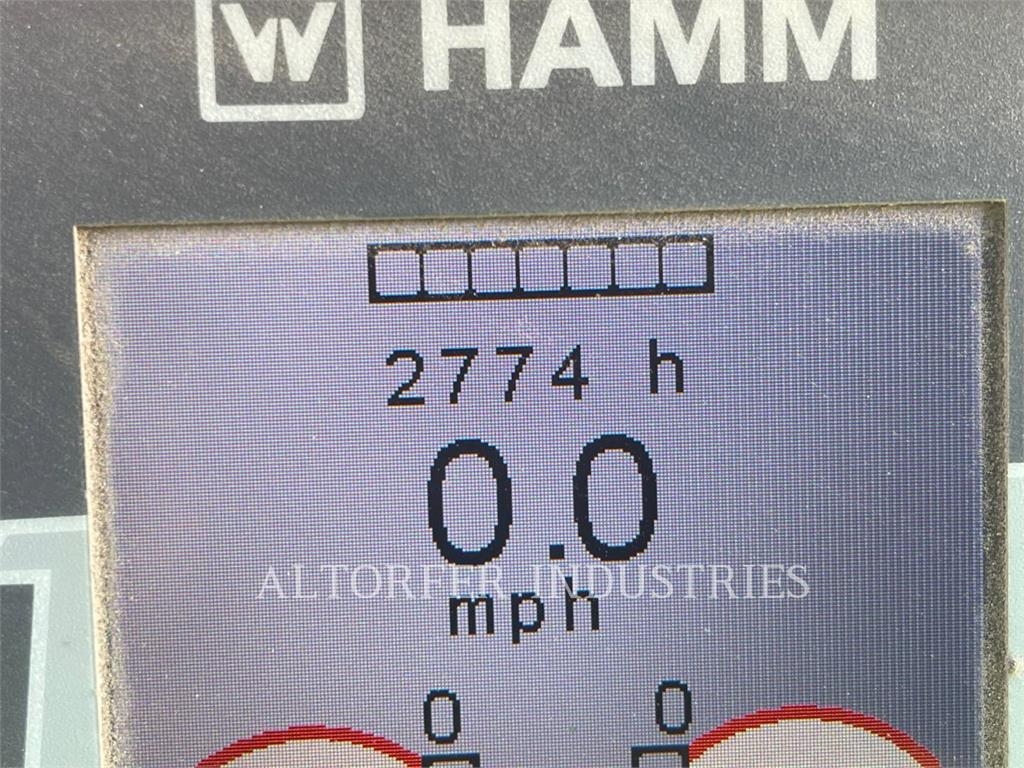 W HAMM
2774 h
0.0
ALTORFER INDUSTRIES
mph
0 0